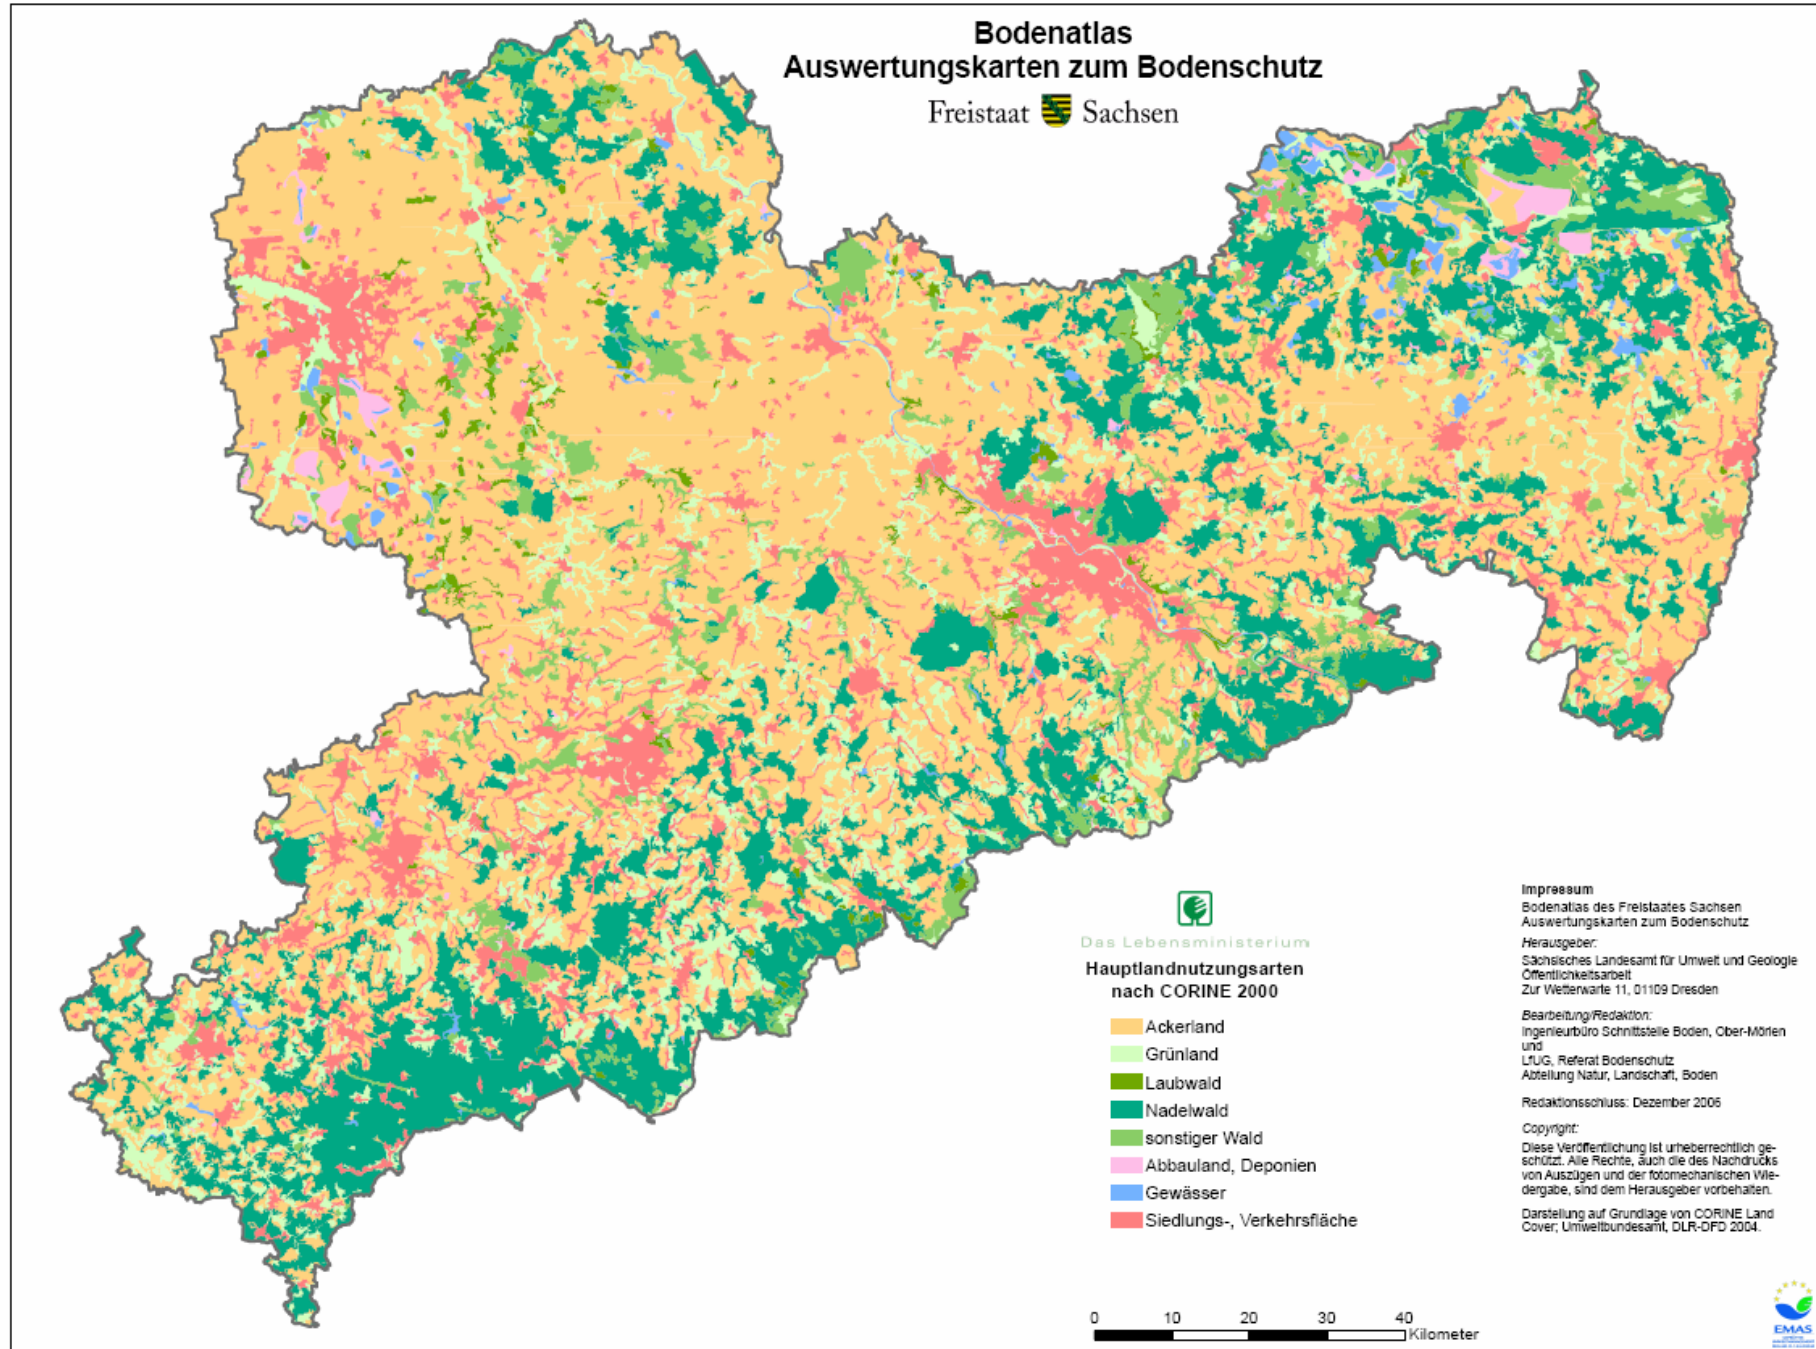 Bodenatlas
Auswertungskarten zum Bodenschutz
Freistaat Sachsen
Das Lebensministerium
Hauptlandnutzungsarten
nach CORINE 2000
Ackerland
Grünland
Laubwald
Nadelwald
sonstiger Wald
Abbauland, Deponien
Gewässer
Siedlungs-, Verkehrsfläche
0 10 20 30 40
Kilometer
Impressum
Bodenatlas des Freistaates Sachsen
Auswertungskarten zum Bodenschutz
Herausgeber:
Sächsisches Landesamt für Umwelt und Geologie
Öffentlichkeitsarbeit
Zur Wetterwarte 11, 01109 Dresden
Bearbeitung/Redaktion:
Ingenieurbüro Schnittstelle Boden, Ober-Mörlen
und
LfUG, Referat Bodenschutz
Abteilung Natur, Landschaft, Boden
Redaktionsschluss: Dezember 2006
Copyright:
Diese Veröffentlichung ist urheberrechtlich ge-
schützt. Alle Rechte, auch die des Nachdrucks
von Auszügen und der fotomechanischen Wie-
dergabe, sind dem Herausgeber vorbehalten.
Darstellung auf Grundlage von CORINE Land
Cover; Umweltbundesamt, DLR-DFD 2004.
EMAS